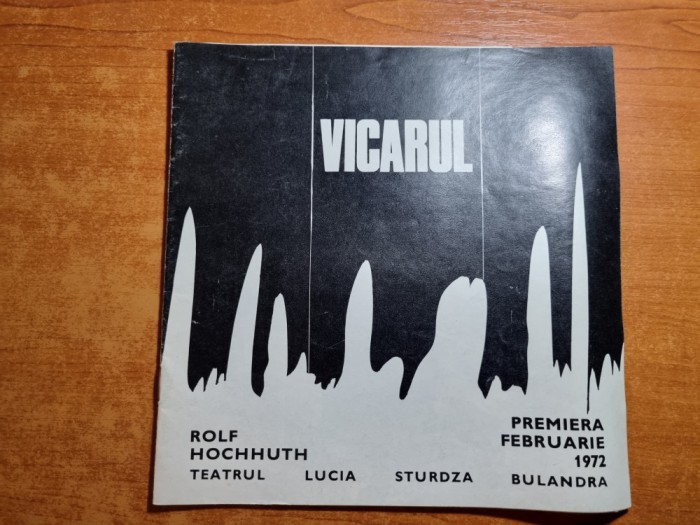 VICARUL
ROLF
HOCHHUTH
PREMIERA
FEBRUARIE
1972
TEATRUL LUCIA STURDZA BULANDRA